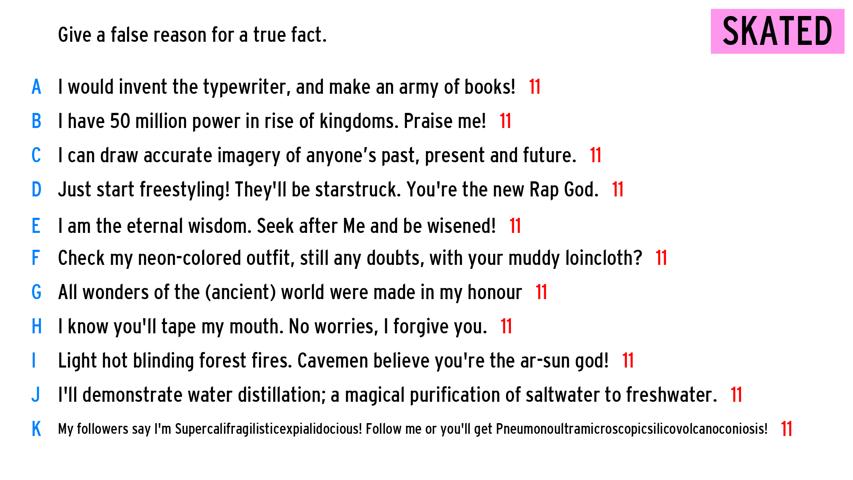 Give a false reason for a true fact.
SKATED
A I would invent the typewriter, and make an army of books! 11
B I have 50 million power in rise of kingdoms. Praise me! 11
C I can draw accurate imagery of anyone’s past, present and future. 11
D Just start freestyling! They'll be starstruck. You're the new Rap God. 11
E I am the eternal wisdom. Seek after Me and be wisened! 11
F Check my neon-colored outfit, still any doubts, with your muddy loincloth? 11
G All wonders of the (ancient) world were made in my honour 11
H I know you'll tape my mouth. No worries, I forgive you. 11
I Light hot blinding forest fires. Cavemen believe you're the ar-sun god! 11
J I'll demonstrate water distillation; a magical purification of saltwater to freshwater. 11
K My followers say I'm Supercalifragilisticexpialidocious! Follow me or you'll get Pneumonoultramicroscopicsilicovolcanoconiosis! 11